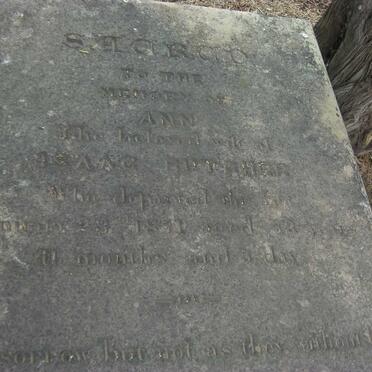 SACRED
TO THE
MEMORY OF
ANN
The beloved wife of
ISAAC
Who departed this
1871 aged
11 months and 1 day
sorrow but not as they without